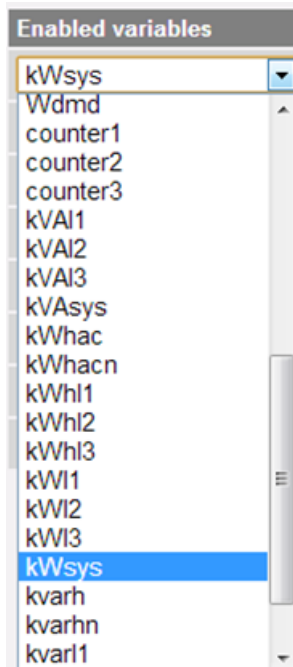 Enabled variables
kWsys
Wdmd
counter1
counter2
counter3
kVAl1
kVAl2
kVAl3
kVAsys
kWhac
kWhacn
kWhl1
kWhl2
kWhl3
kWl1
kWl2
kWl3
kWsys
kvarh
kvarhn
kvarl1